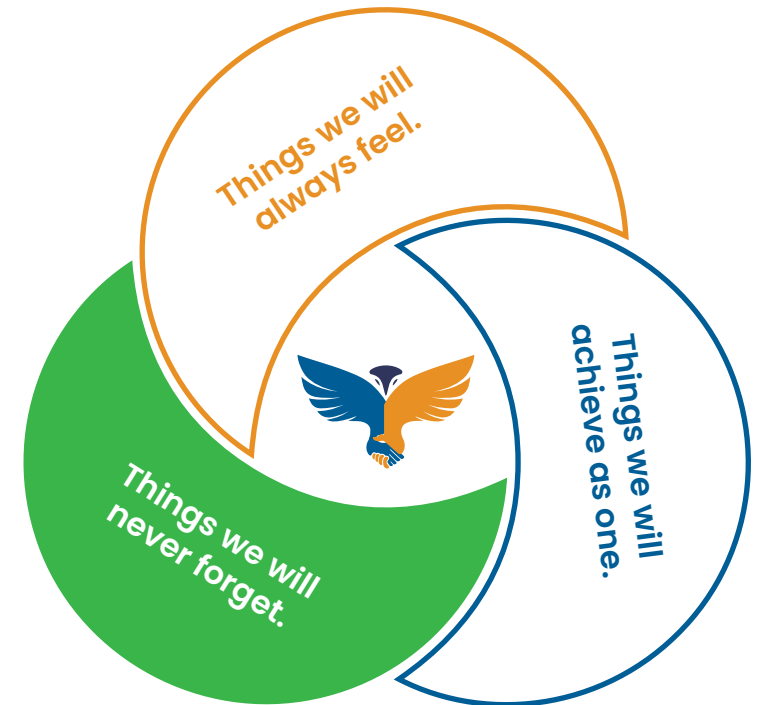 Things we will
always feel.
Things we will
achieve as one.
Things we will
never forget.